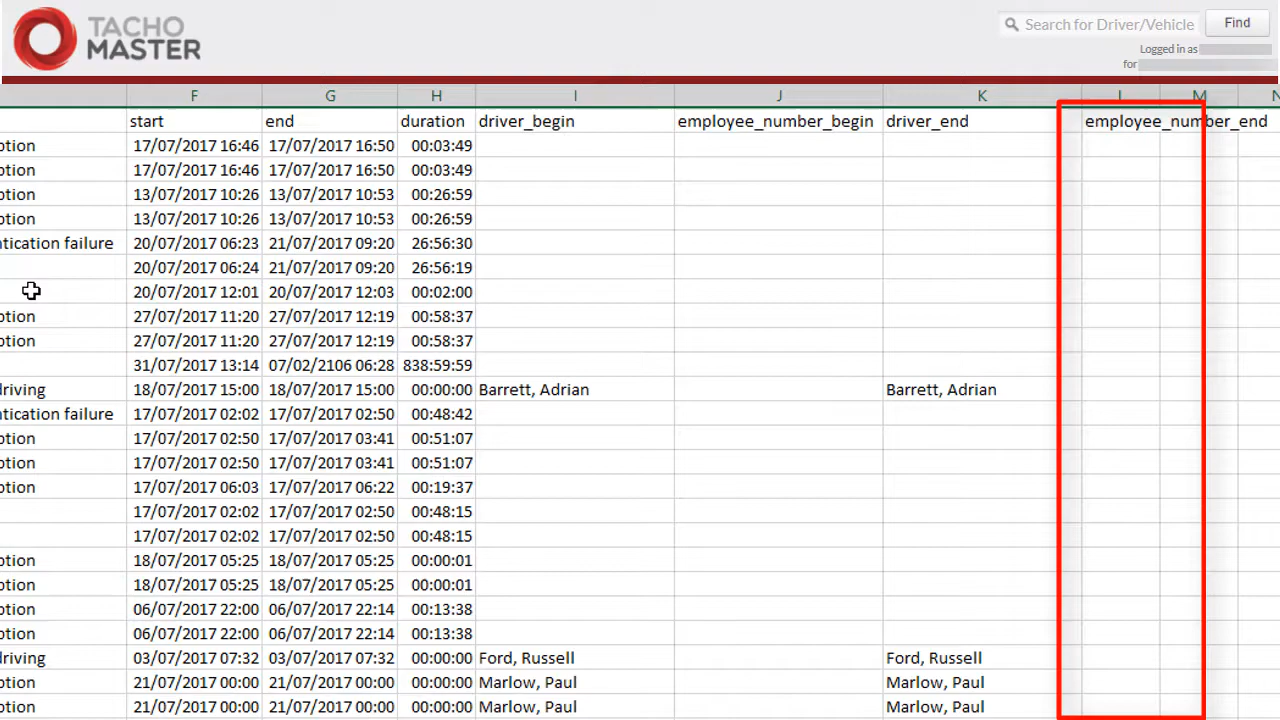 TACHO
MASTER
Search for Driver/Vehicle Find
Logged in as
for
F G H I J K L M N
start end duration driver_begin employee_number_begin driver_end employee_number_end
ption 17/07/2017 16:46 17/07/2017 16:50 00:03:49
ption 17/07/2017 16:46 17/07/2017 16:50 00:03:49
ption 13/07/2017 10:26 13/07/2017 10:53 00:26:59
ption 13/07/2017 10:26 13/07/2017 10:53 00:26:59
ntication failure 20/07/2017 06:23 21/07/2017 09:20 26:56:30
20/07/2017 06:24 21/07/2017 09:20 26:56:19
20/07/2017 12:01 20/07/2017 12:03 00:02:00
ption 27/07/2017 11:20 27/07/2017 12:19 00:58:37
ption 27/07/2017 11:20 27/07/2017 12:19 00:58:37
31/07/2017 13:14 07/02/2106 06:28 838:59:59
driving 18/07/2017 15:00 18/07/2017 15:00 00:00:00 Barrett, Adrian Barrett, Adrian
ntication failure 17/07/2017 02:02 17/07/2017 02:50 00:48:42
ption 17/07/2017 02:50 17/07/2017 03:41 00:51:07
ption 17/07/2017 02:50 17/07/2017 03:41 00:51:07
ption 17/07/2017 06:03 17/07/2017 06:22 00:19:37
17/07/2017 02:02 17/07/2017 02:50 00:48:15
17/07/2017 02:02 17/07/2017 02:50 00:48:15
ption 18/07/2017 05:25 18/07/2017 05:25 00:00:01
ption 18/07/2017 05:25 18/07/2017 05:25 00:00:01
ption 06/07/2017 22:00 06/07/2017 22:14 00:13:38
ption 06/07/2017 22:00 06/07/2017 22:14 00:13:38
driving 03/07/2017 07:32 03/07/2017 07:32 00:00:00 Ford, Russell Ford, Russell
ption 21/07/2017 00:00 21/07/2017 00:00 00:00:00 Marlow, Paul Marlow, Paul
ption 21/07/2017 00:00 21/07/2017 00:00 00:00:00 Marlow, Paul Marlow, Paul